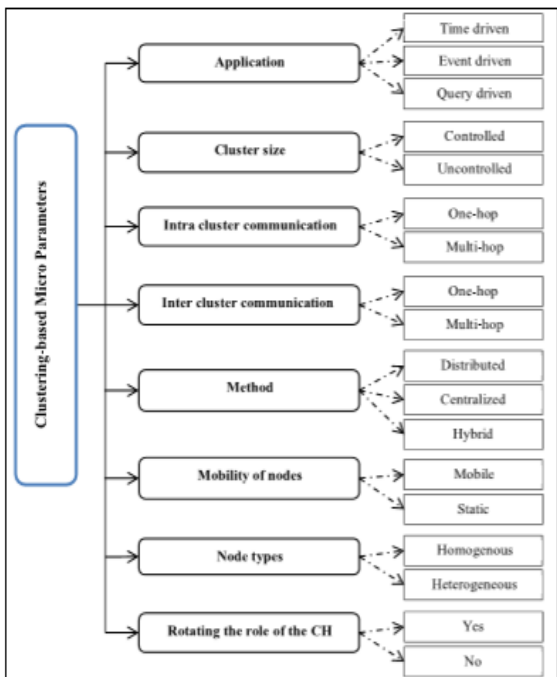 Clustering-based Micro Parameters
Application
Time driven
Event driven
Query driven
Cluster size
Controlled
Uncontrolled
Intra cluster communication
One-hop
Multi-hop
Inter cluster communication
One-hop
Multi-hop
Method
Distributed
Centralized
Hybrid
Mobility of nodes
Mobile
Static
Node types
Homogenous
Heterogeneous
Rotating the role of the CH
Yes
No